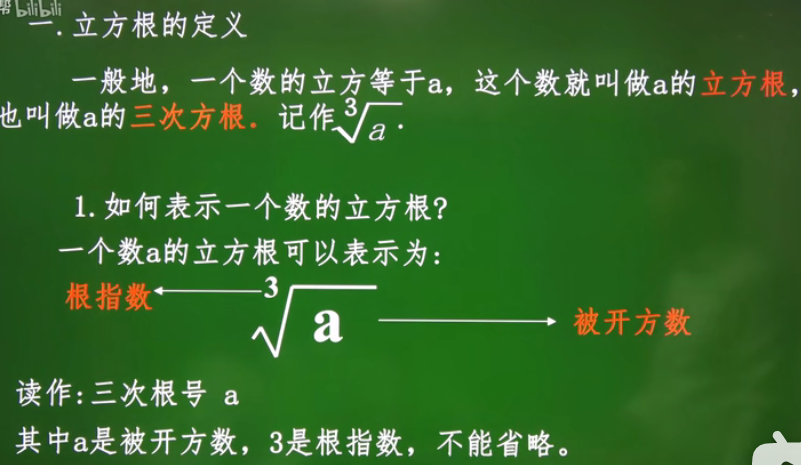 帮 bilibili
一.立方根的定义
一般地，一个数的立方等于a，这个数就叫做a的立方根，
也叫做a的三次方根．记作∛a．
1.如何表示一个数的立方根?
一个数a的立方根可以表示为：
根指数 ∛a 被开方数
读作:三次根号 a
其中a是被开方数，3是根指数，不能省略。